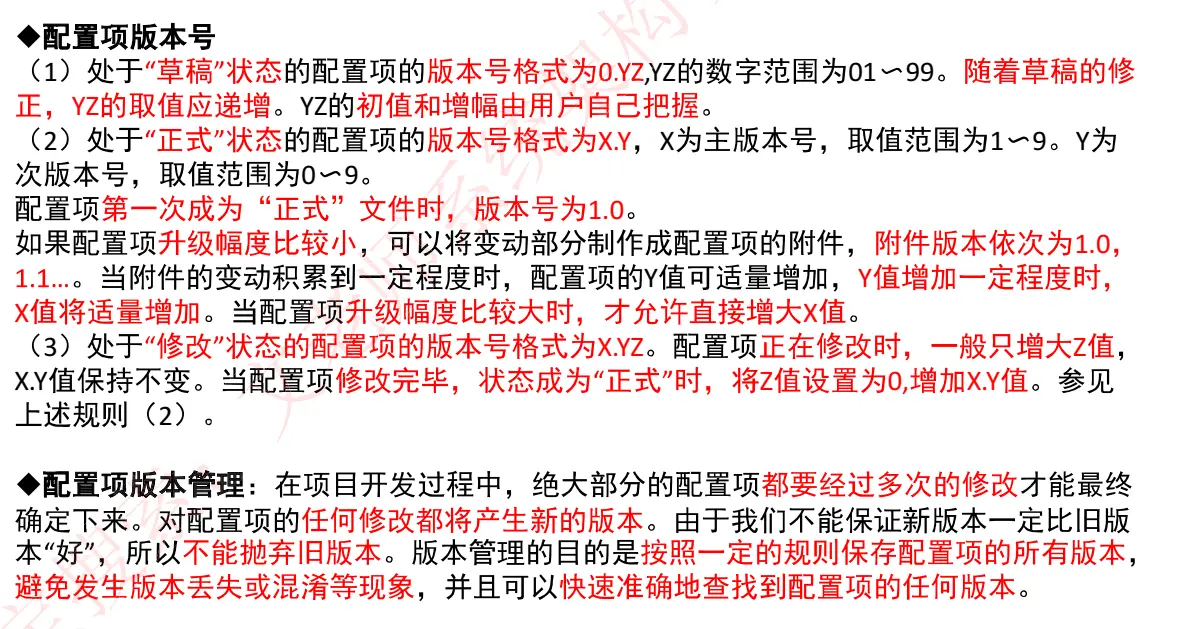 ◆配置项版本号
（1）处于“草稿”状态的配置项的版本号格式为0.YZ,YZ的数字范围为01～99。随着草稿的修
正，YZ的取值应递增。YZ的初值和增幅由用户自己把握。
（2）处于“正式”状态的配置项的版本号格式为X.Y，X为主版本号，取值范围为1～9。Y为
次版本号，取值范围为0～9。
配置项第一次成为“正式”文件时，版本号为1.0。
如果配置项升级幅度比较小，可以将变动部分制作成配置项的附件，附件版本依次为1.0，
1.1…。当附件的变动积累到一定程度时，配置项的Y值可适量增加，Y值增加一定程度时，
X值将适量增加。当配置项升级幅度比较大时，才允许直接增大X值。
（3）处于“修改”状态的配置项的版本号格式为X.YZ。配置项正在修改时，一般只增大Z值，
X.Y值保持不变。当配置项修改完毕，状态成为“正式”时，将Z值设置为0,增加X.Y值。参见
上述规则（2）。
◆配置项版本管理：在项目开发过程中，绝大部分的配置项都要经过多次的修改才能最终
确定下来。对配置项的任何修改都将产生新的版本。由于我们不能保证新版本一定比旧版
本“好”，所以不能抛弃旧版本。版本管理的目的是按照一定的规则保存配置项的所有版本，
避免发生版本丢失或混淆等现象，并且可以快速准确地查找到配置项的任何版本。